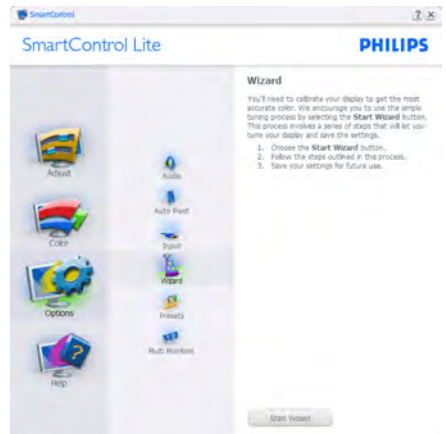 SmartControl
SmartControl Lite
PHILIPS
Adjust
Color
Options
Help
Audio
Auto Pivot
Input
Wizard
Presets
Multi Monitors
Wizard
You'll need to calibrate your display to get the most
accurate color. We encourage you to use the simple
tuning process by selecting the Start Wizard button.
This process involves a series of steps that will let you
tune your display and save the settings.
1. Choose the Start Wizard button.
2. Follow the steps outlined in this process.
3. Save your settings for future use.
Start Wizard